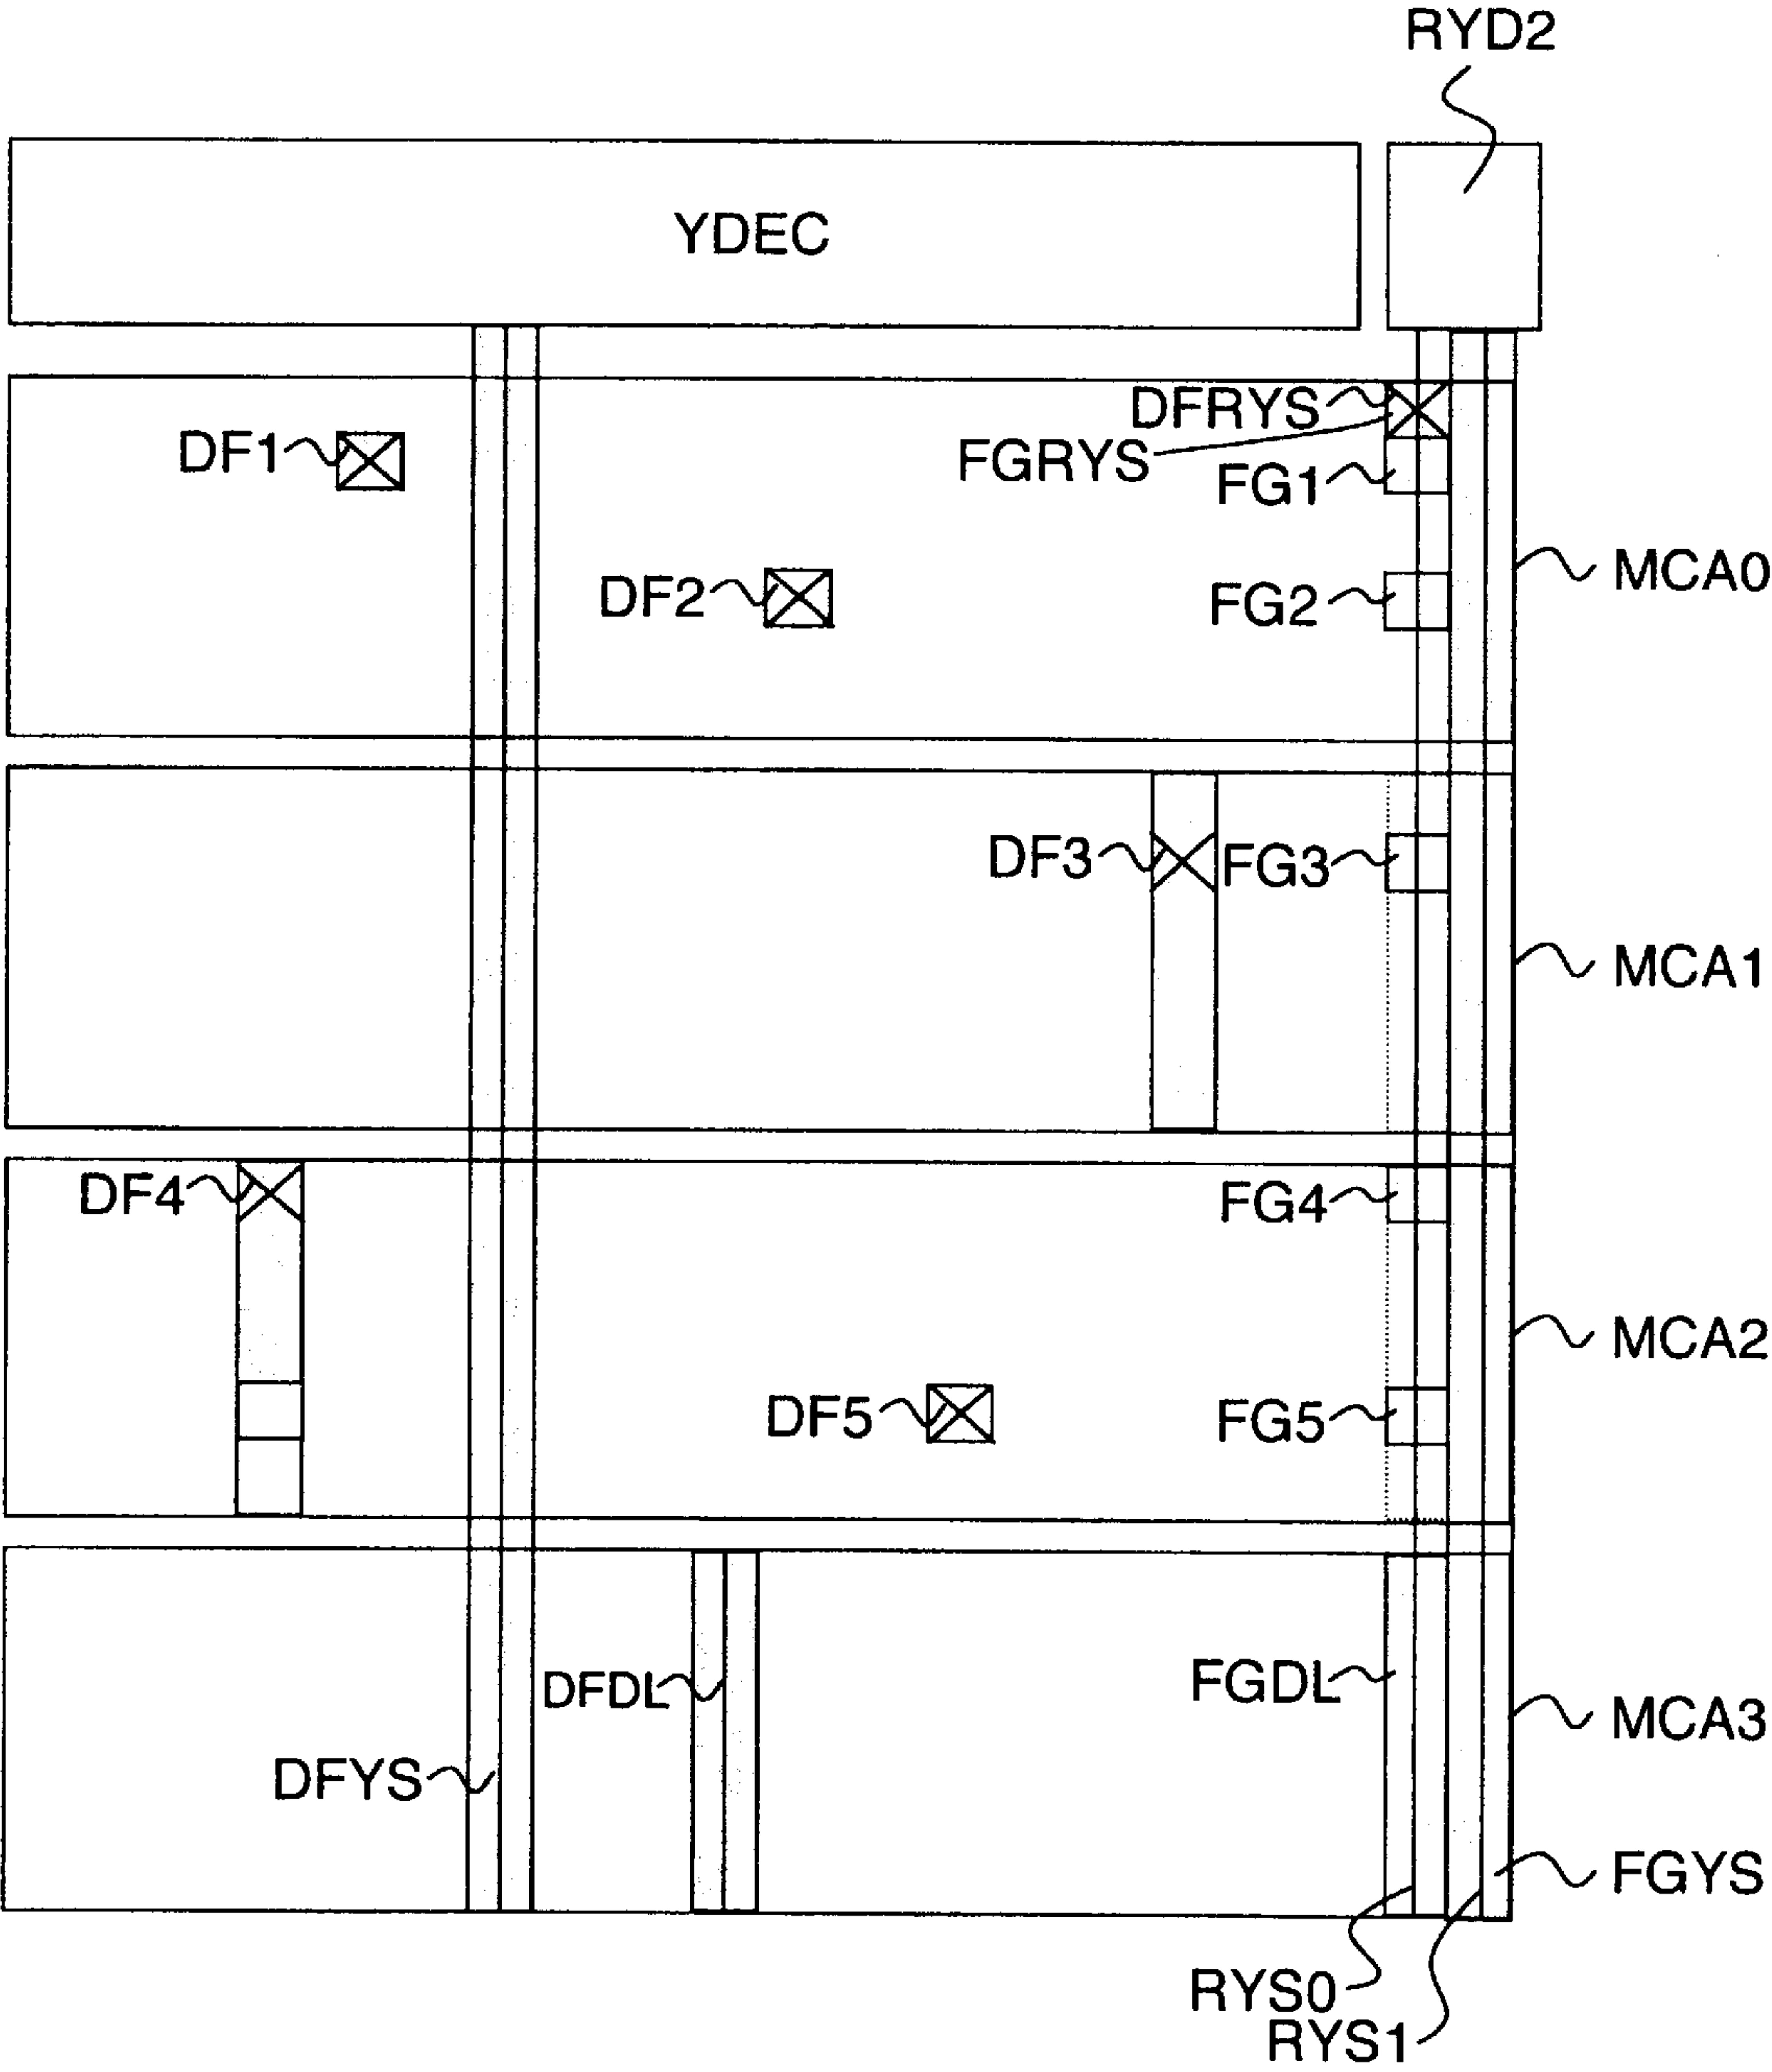 RYD2
YDEC
DFRYS
DF1
FGRYS
FG1
MCA0
DF2
FG2
DF3
FG3
MCA1
DF4
FG4
MCA2
DF5
FG5
DFDL
FGDL
MCA3
DFYS
FGYS
RYS0
RYS1